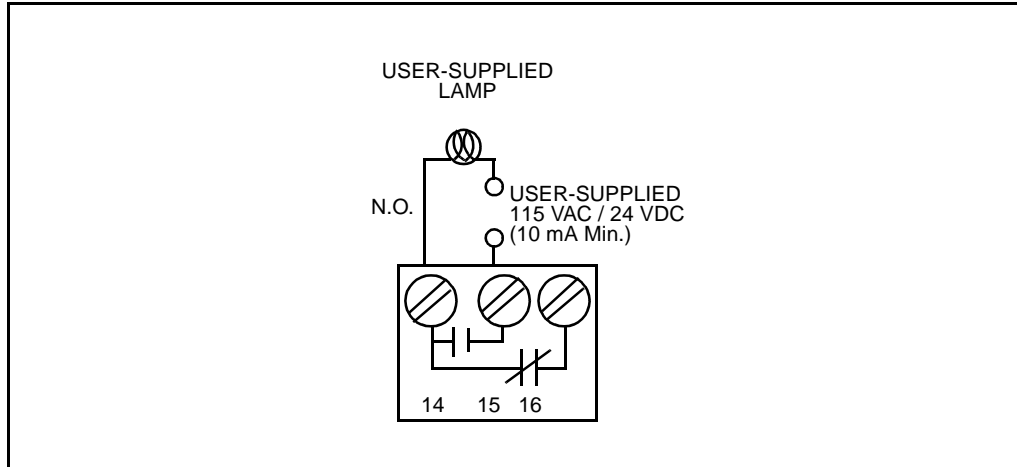 USER-SUPPLIED
LAMP
N.O.
USER-SUPPLIED
115 VAC / 24 VDC
(10 mA Min.)
14 15 16